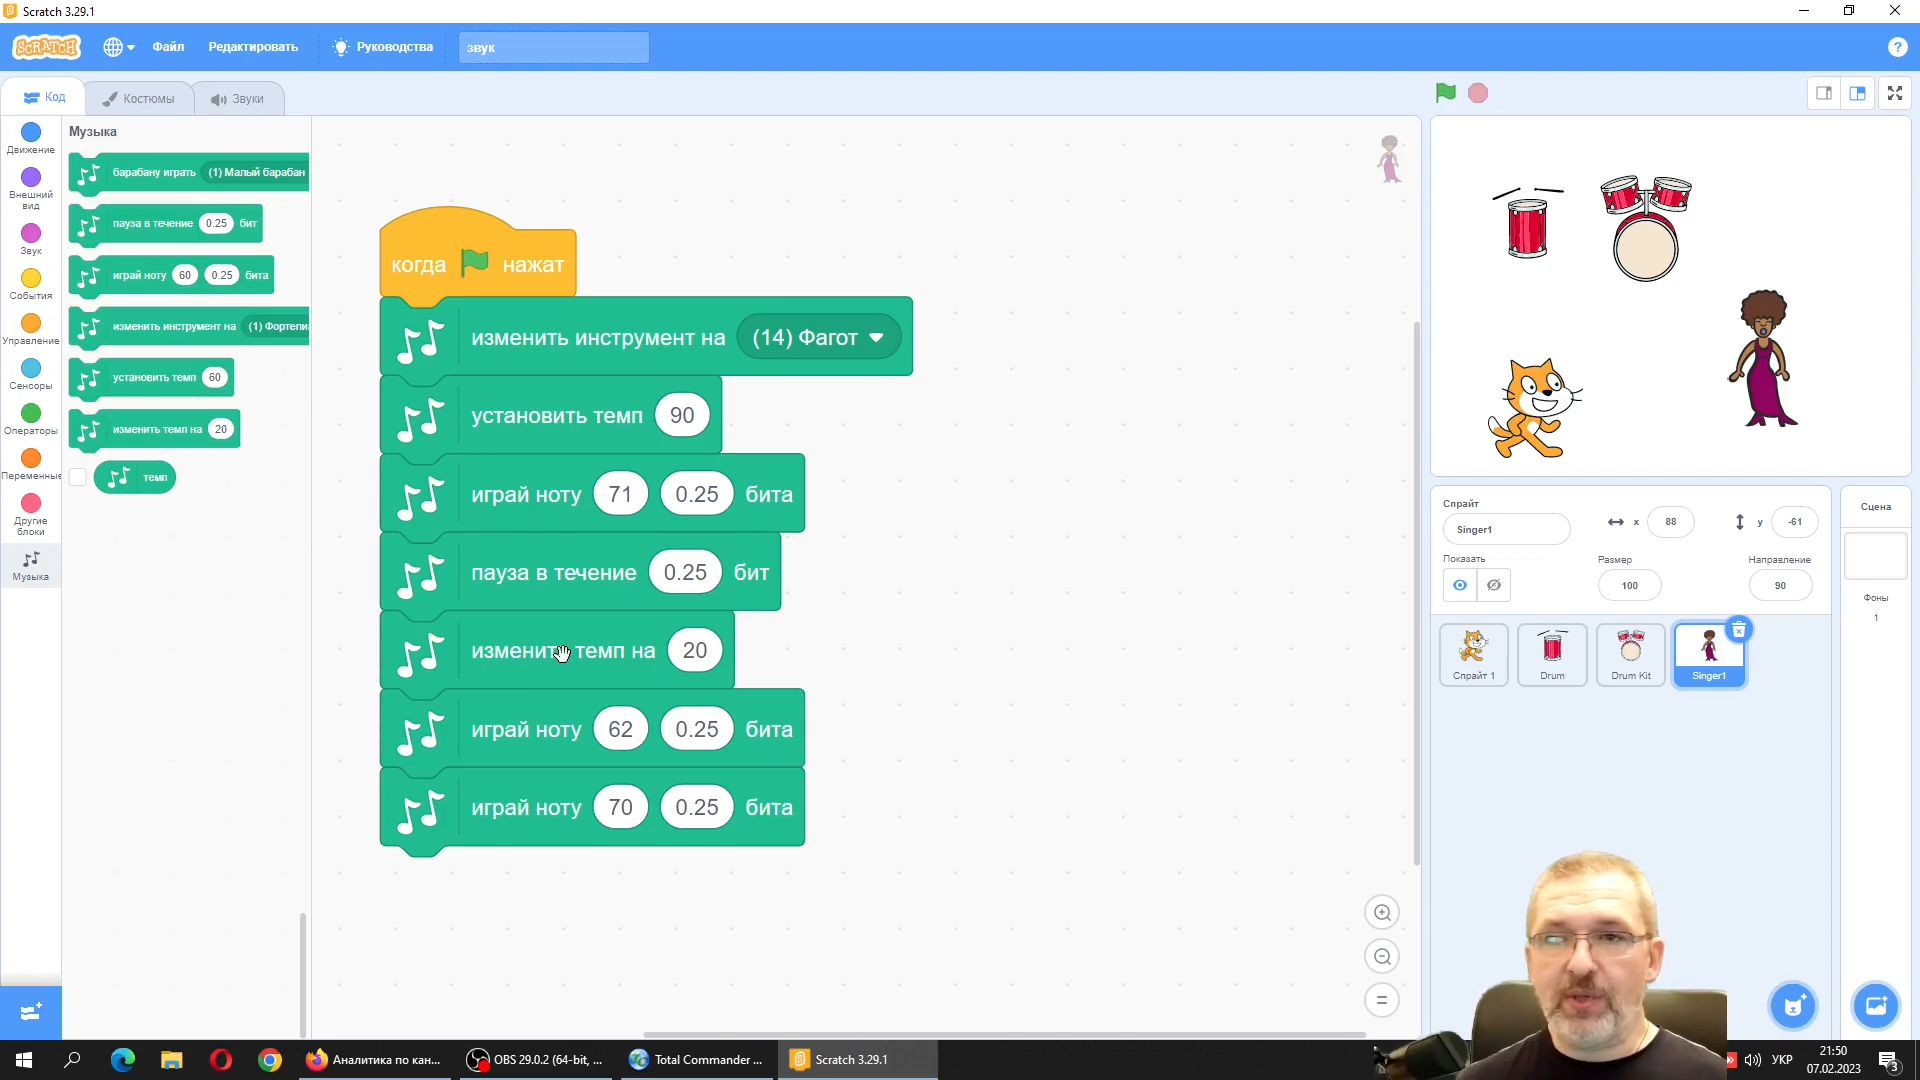 Scratch 3.29.1
SCRATCH
Файл
Редактировать
Руководства
звук
?
Код
Костюмы
Звуки
Движение
Внешний
вид
Звук
События
Управление
Сенсоры
Операторы
Переменные
Другие
блоки
Музыка
Музыка
барабану играть (1) Малый барабан
пауза в течение 0.25 бит
играй ноту 60 0.25 бита
изменить инструмент на (1) Фортепи
установить темп 60
изменить темп на 20
темп
когда нажат
изменить инструмент на (14) Фагот
установить темп 90
играй ноту 71 0.25 бита
пауза в течение 0.25 бит
изменить темп на 20
играй ноту 62 0.25 бита
играй ноту 70 0.25 бита
Спрайт
Singer1
x 88
y -61
Показать
Размер
100
Направление
90
Спрайт 1
Drum
Drum Kit
Singer1
Сцена
Фоны
1
Аналитика по кан...
OBS 29.0.2 (64-bit, ...
Total Commander ...
Scratch 3.29.1
УКР
21:50
07.02.2023
3